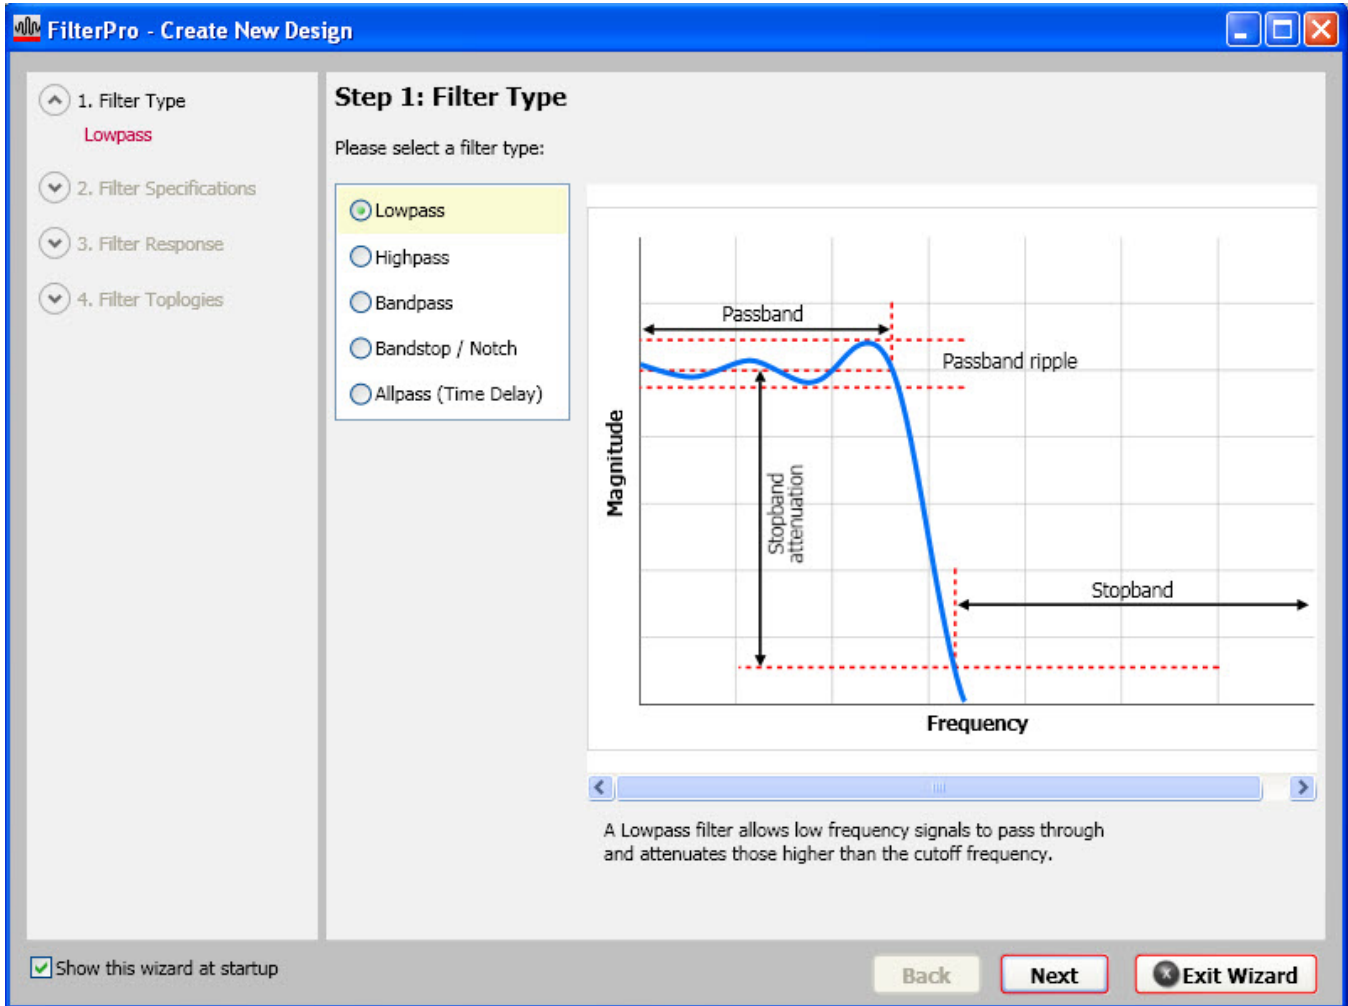 FilterPro - Create New Design
1. Filter Type
Lowpass
2. Filter Specifications
3. Filter Response
4. Filter Toplogies
Step 1: Filter Type
Please select a filter type:
Lowpass
Highpass
Bandpass
Bandstop / Notch
Allpass (Time Delay)
Passband
Passband ripple
Magnitude
Stopband
attenuation
Stopband
Frequency
A Lowpass filter allows low frequency signals to pass through
and attenuates those higher than the cutoff frequency.
Show this wizard at startup
Back
Next
Exit Wizard